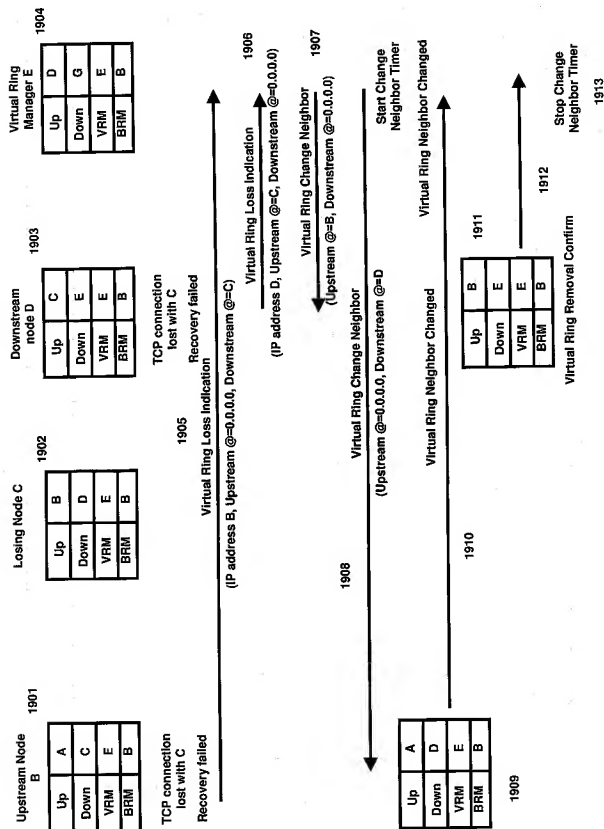 Upstream Node
B
1901
Up A
Down C
VRM E
BRM B
Losing Node C
1902
Up B
Down D
VRM E
BRM B
Downstream
node D
1903
Up C
Down E
VRM E
BRM B
Virtual Ring
Manager E
1904
Up D
Down G
VRM E
BRM B
TCP connection
lost with C
Recovery failed
TCP connection
lost with C
Recovery failed
1905
Virtual Ring Loss Indication
(IP address B, Upstream @=0.0.0.0, Downstream @=C)
Virtual Ring Loss Indication
1906
(IP address D, Upstream @=C, Downstream @=0.0.0.0)
Virtual Ring Change Neighbor
1907
(Upstream @=B, Downstream @=0.0.0.0)
1908
Virtual Ring Change Neighbor
(Upstream @=0.0.0.0, Downstream @=D
Start Change
Neighbor Timer
Up A
Down D
VRM E
BRM B
1909
1910
Virtual Ring Neighbor Changed
Virtual Ring Neighbor Changed
Up B
Down E
VRM E
BRM B
1911
Virtual Ring Removal Confirm
1912
Stop Change
Neighbor Timer
1913